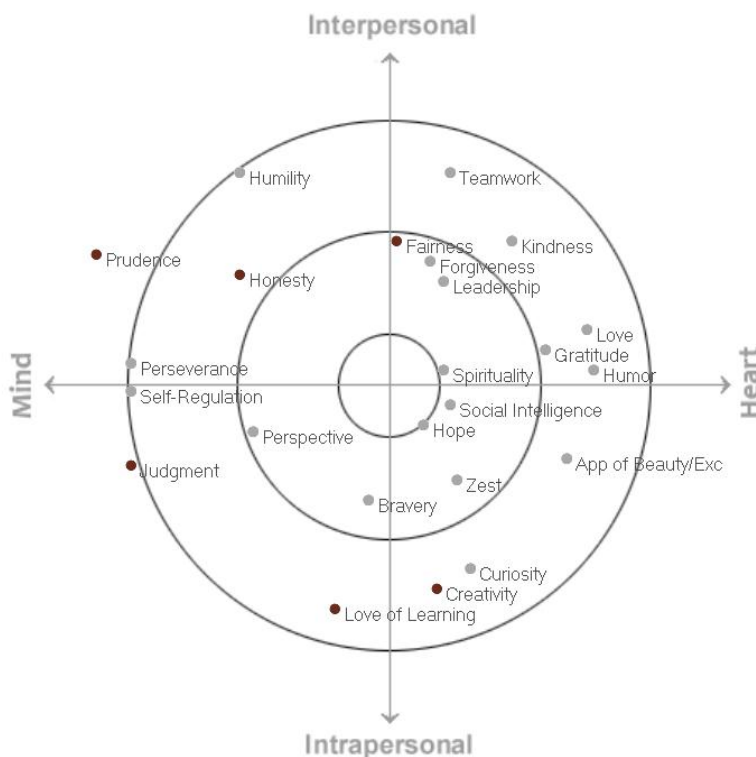 Interpersonal
Humility
Teamwork
Prudence
Fairness
Kindness
Honesty
Forgiveness
Leadership
Love
Gratitude
Perseverance
Spirituality
Humor
Mind
Heart
Self-Regulation
Social Intelligence
Perspective
Hope
Judgment
App of Beauty/Exc
Zest
Bravery
Curiosity
Creativity
Love of Learning
Intrapersonal